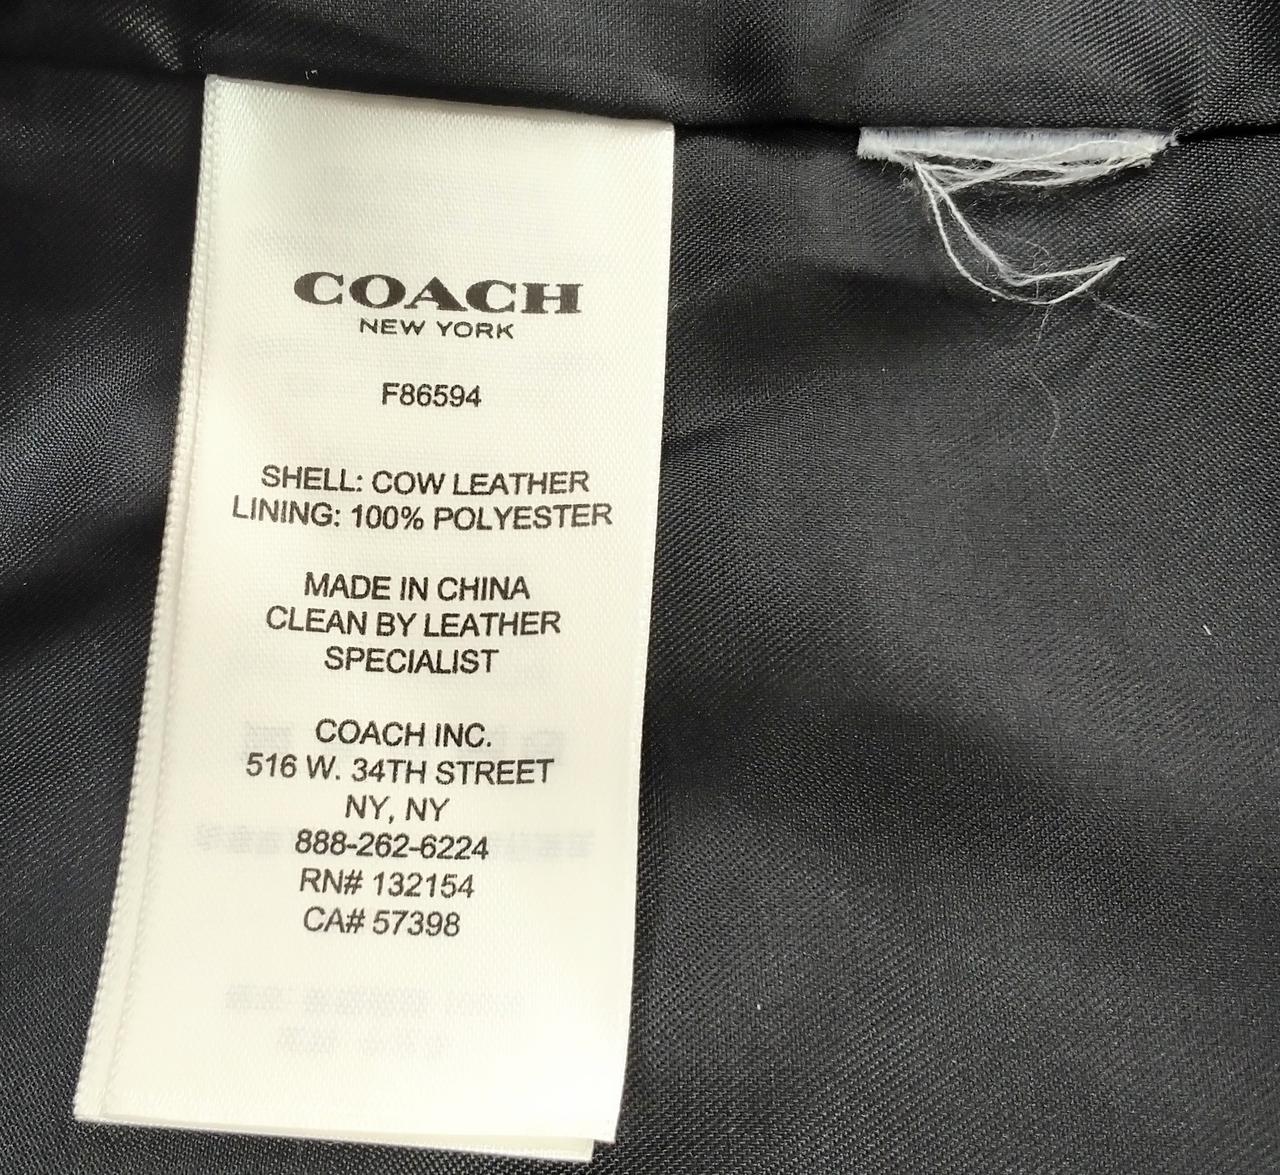 COACH
NEW YORK
F86594
SHELL: COW LEATHER
LINING: 100% POLYESTER
MADE IN CHINA
CLEAN BY LEATHER
SPECIALIST
COACH INC.
516 W. 34TH STREET
NY, NY
888-262-6224
RN# 132154
CA# 57398